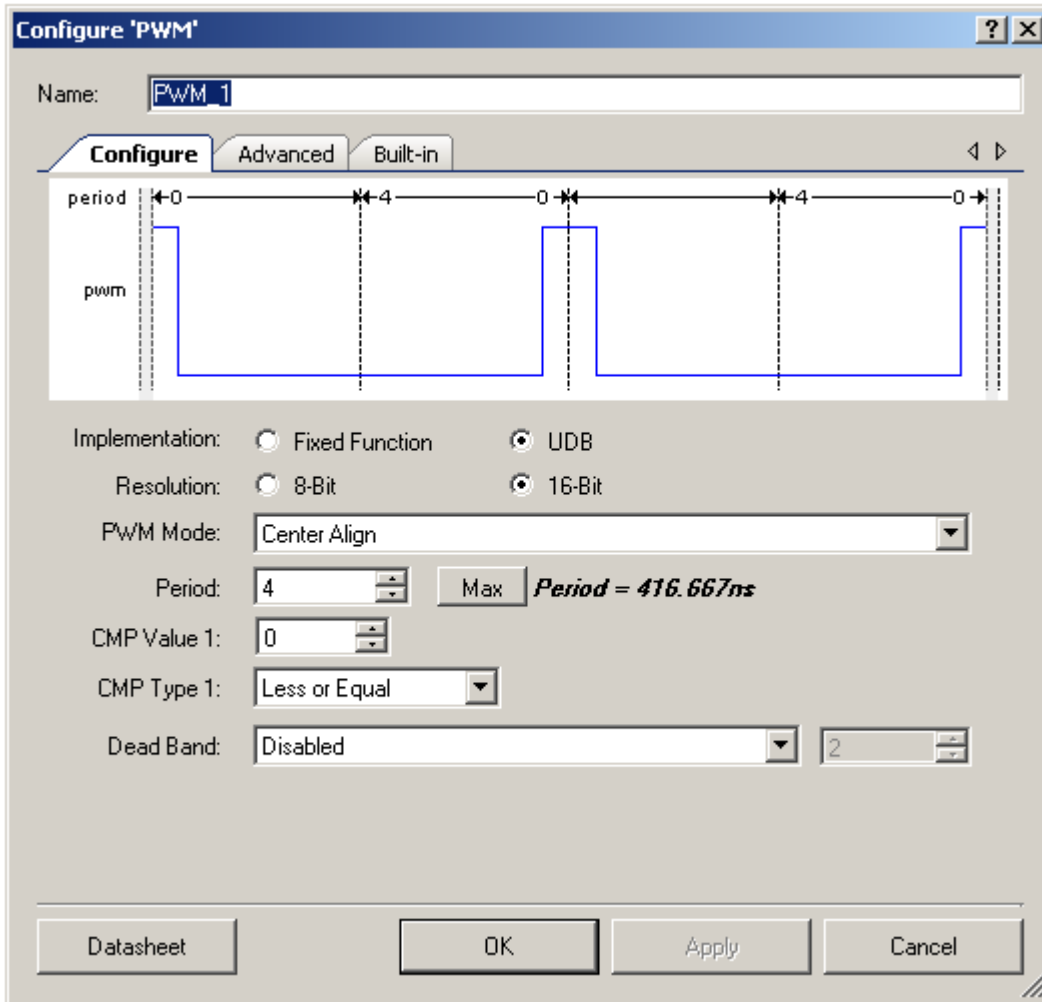 Configure 'PWM'
Name: PWM_1
Configure Advanced Built-in
period 0 4 0 4 0
pwm
Implementation: Fixed Function UDB
Resolution: 8-Bit 16-Bit
PWM Mode: Center Align
Period: 4 Max Period = 416.667ns
CMP Value 1: 0
CMP Type 1: Less or Equal
Dead Band: Disabled 2
Datasheet OK Apply Cancel